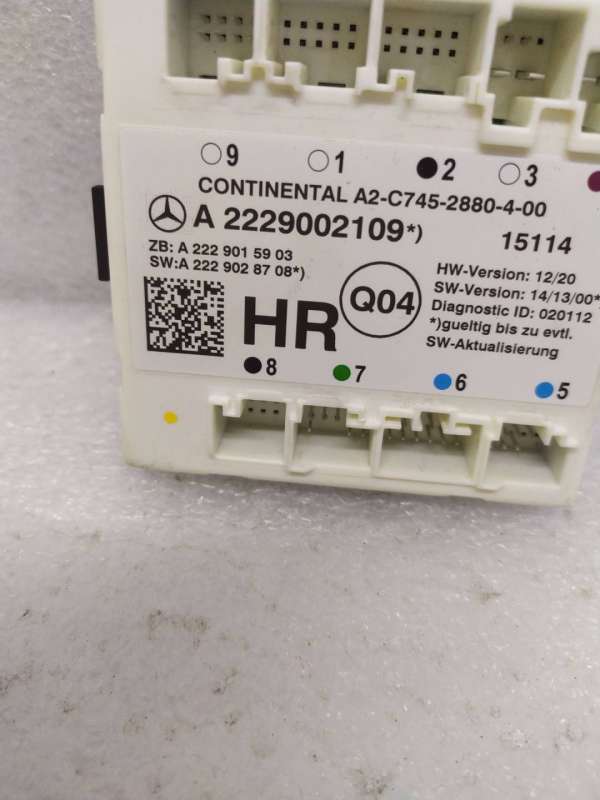 9 1 2 3
CONTINENTAL A2-C745-2880-4-00
A 2229002109*) 15114
ZB: A 222 901 59 03
SW:A 222 902 87 08*)
HR
Q04
HW-Version: 12/20
SW-Version: 14/13/00*
Diagnostic ID: 020112
*)gueltig bis zu evtl.
SW-Aktualisierung
8 7 6 5